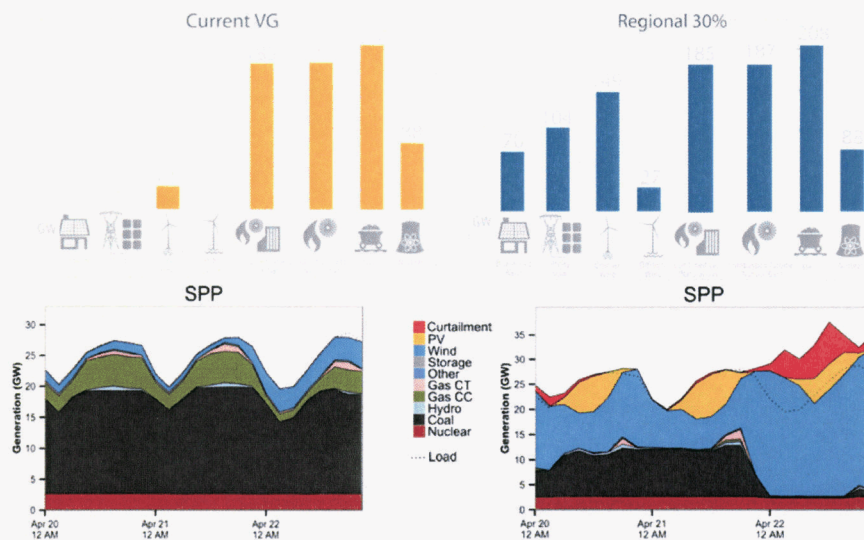 Current VG
Regional 30%
183
183
GW
SPP
SPP
Generation (GW)
30
25
20
15
10
5
0
Apr 20
12 AM
Apr 21
12 AM
Apr 22
12 AM
Curtailment
PV
Wind
Storage
Other
Gas CT
Gas CC
Hydro
Coal
Nuclear
Load
Generation (GW)
35
30
25
20
15
10
5
0
Apr 20
12 AM
Apr 21
12 AM
Apr 22
12 AM